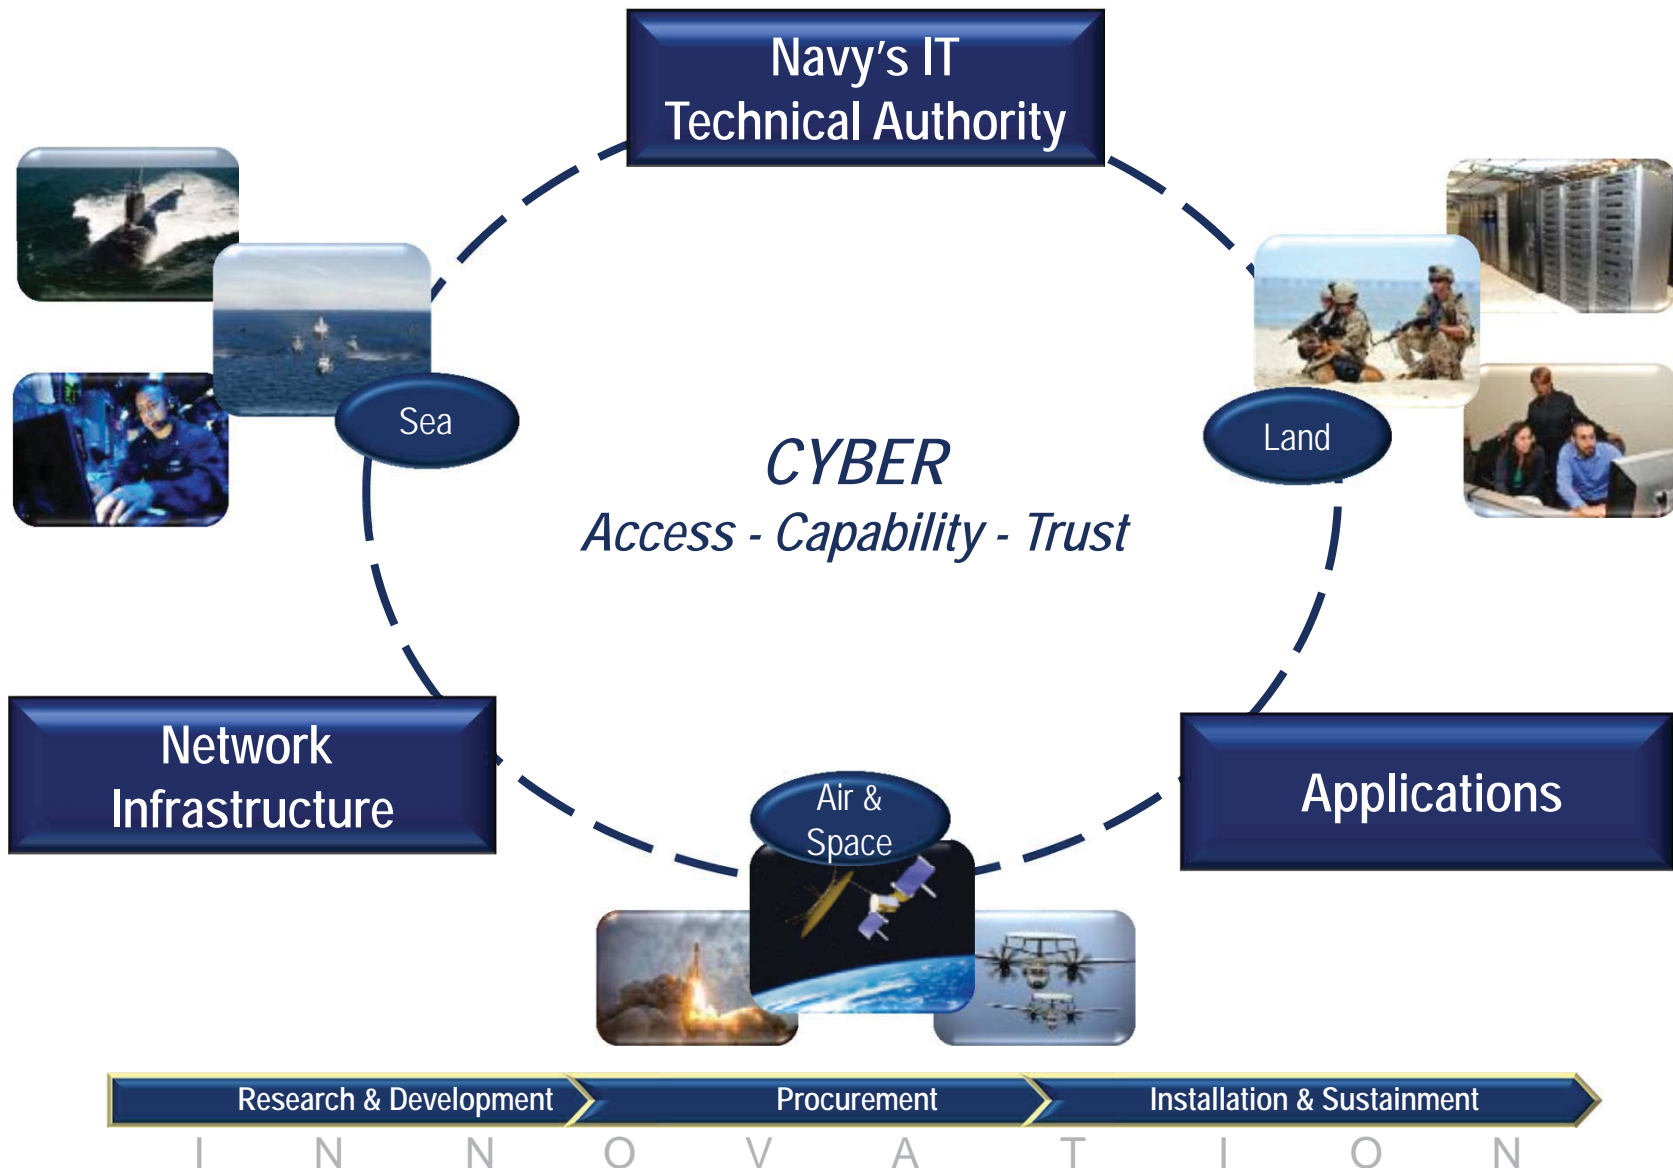 Navy's IT
Technical Authority
Sea
Land
CYBER
Access - Capability - Trust
Network
Infrastructure
Applications
Air &
Space
Research & Development
Procurement
Installation & Sustainment
I N N O V A T I O N